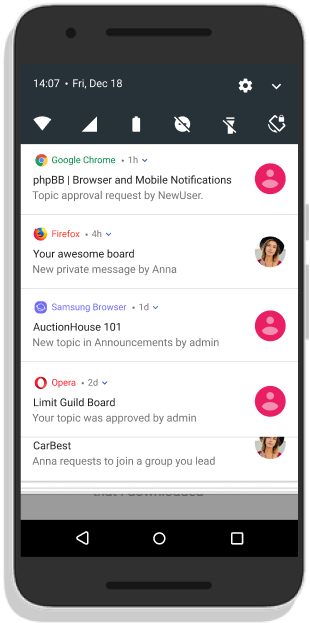 14:07 • Fri, Dec 18
Google Chrome • 1h
phpBB | Browser and Mobile Notifications
Topic approval request by NewUser.
Firefox • 4h
Your awesome board
New private message by Anna
Samsung Browser • 1d
AuctionHouse 101
New topic in Announcements by admin
Opera • 2d
Limit Guild Board
Your topic was approved by admin
CarBest
Anna requests to join a group you lead
that I downloaded